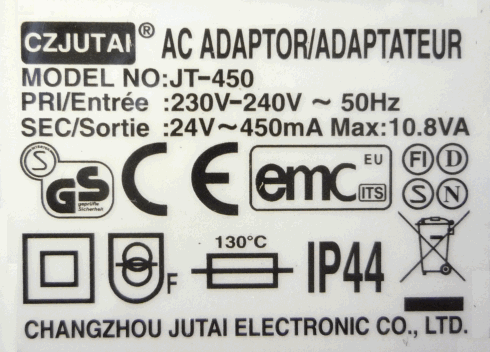 CZJUTAI® AC ADAPTOR/ADAPTATEUR
MODEL NO:JT-450
PRI/Entrée :230V-240V ~ 50Hz
SEC/Sortie :24V~450mA Max:10.8VA
S GS geprüfte Sicherheit CE emc EU ITS FI D S N
F 130°C IP44
CHANGZHOU JUTAI ELECTRONIC CO., LTD.